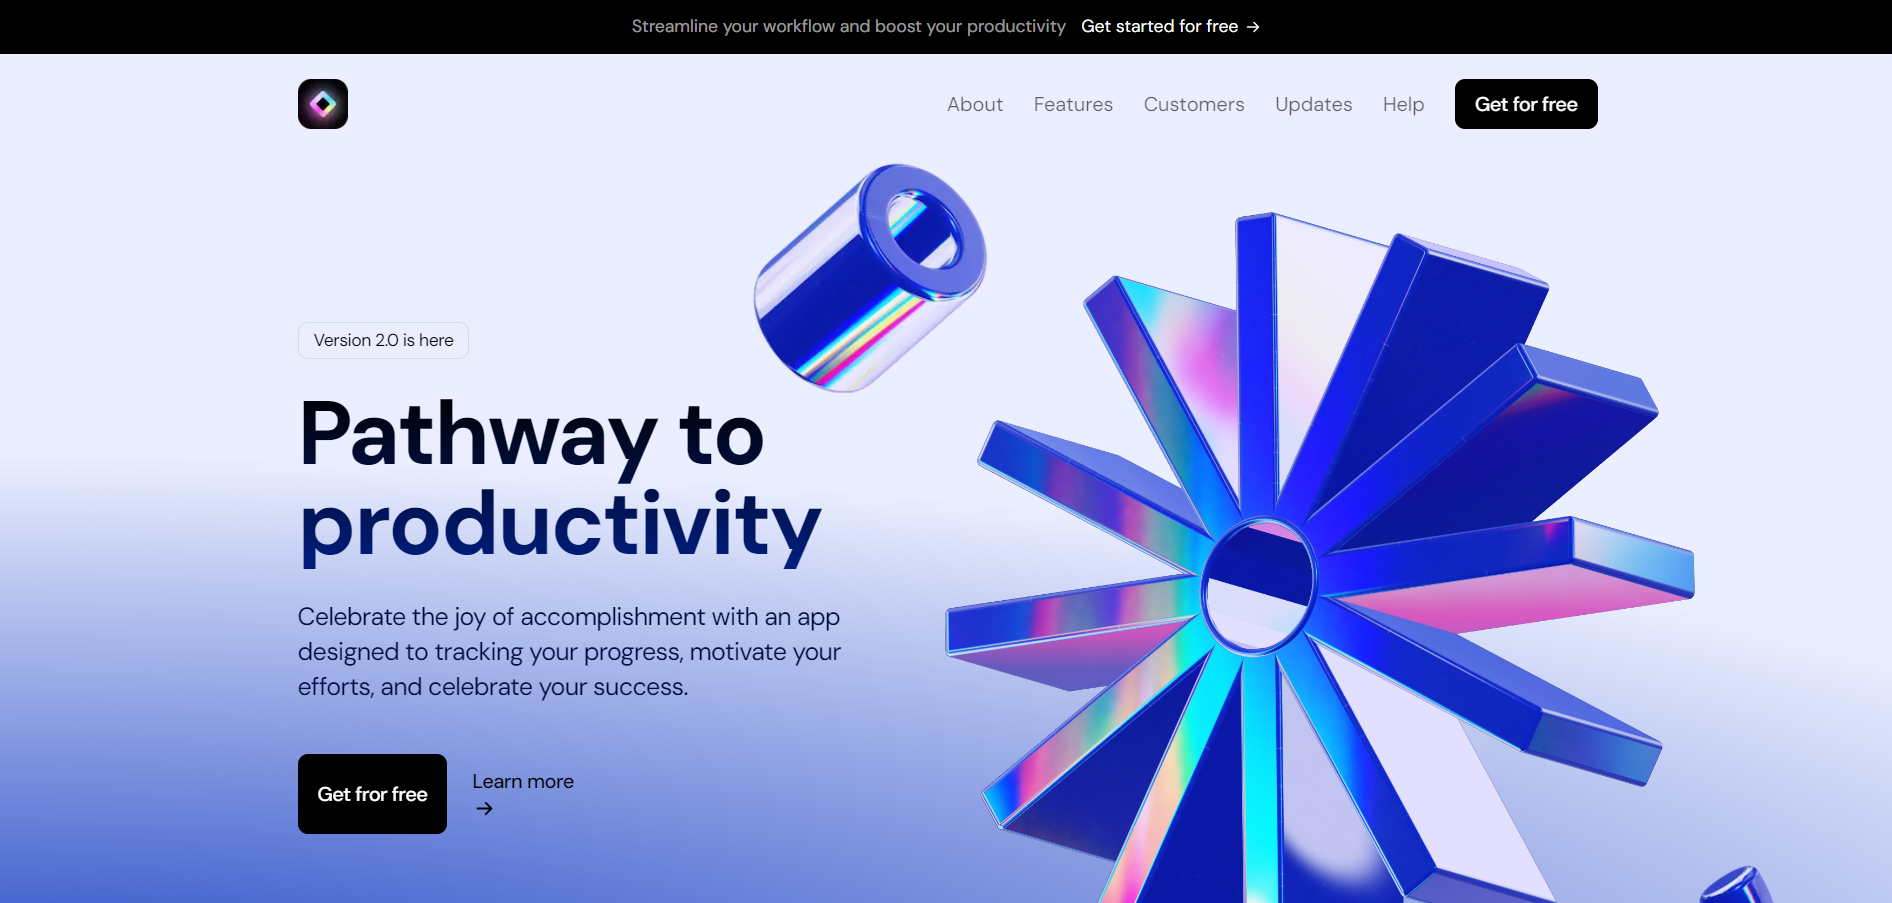 Streamline your workflow and boost your productivity Get started for free →
About Features Customers Updates Help Get for free
Version 2.0 is here
Pathway to
productivity
Celebrate the joy of accomplishment with an app
designed to tracking your progress, motivate your
efforts, and celebrate your success.
Get fror free
Learn more
→